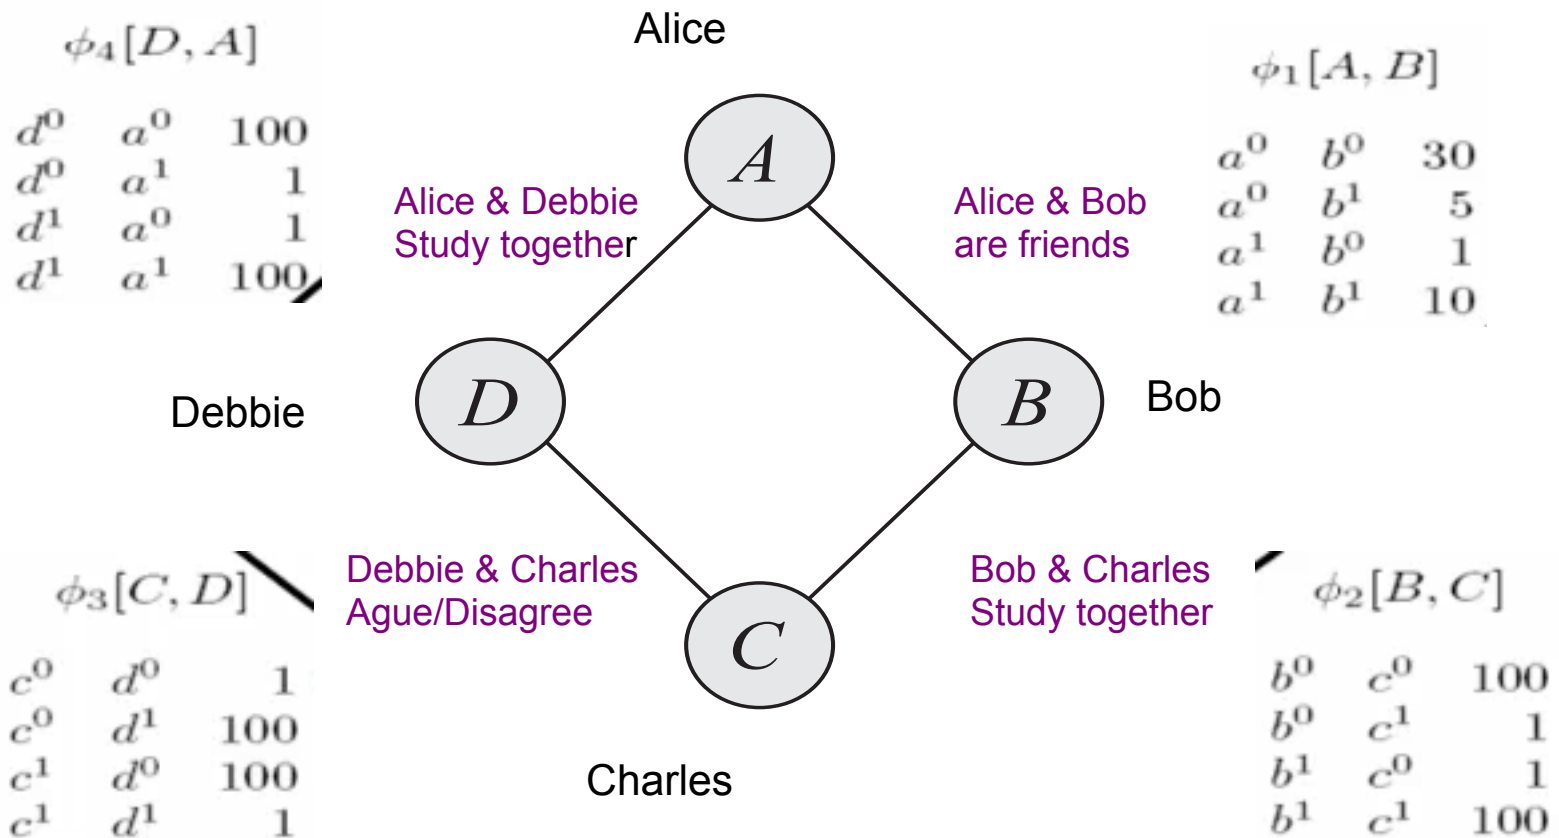 Alice
ϕ₄[D, A]
d⁰ a⁰ 100
d⁰ a¹ 1
d¹ a⁰ 1
d¹ a¹ 100
ϕ₁[A, B]
a⁰ b⁰ 30
a⁰ b¹ 5
a¹ b⁰ 1
a¹ b¹ 10
A
Alice & Debbie
Study together
Alice & Bob
are friends
Debbie
D
B
Bob
ϕ₃[C, D]
c⁰ d⁰ 1
c⁰ d¹ 100
c¹ d⁰ 100
c¹ d¹ 1
Debbie & Charles
Ague/Disagree
C
Bob & Charles
Study together
ϕ₂[B, C]
b⁰ c⁰ 100
b⁰ c¹ 1
b¹ c⁰ 1
b¹ c¹ 100
Charles